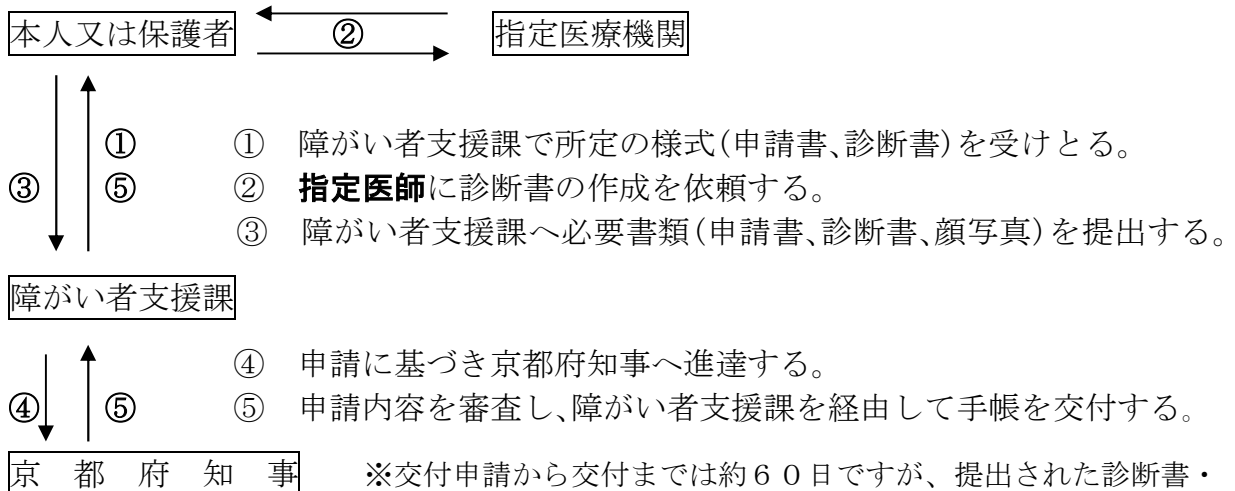 本人又は保護者 ② 指定医療機関
① ① 障がい者支援課で所定の様式(申請書、診断書)を受けとる。
③ ⑤ ② 指定医師に診断書の作成を依頼する。
③ 障がい者支援課へ必要書類(申請書、診断書、顔写真)を提出する。
障がい者支援課
④ 申請に基づき京都府知事へ進達する。
④ ⑤ ⑤ 申請内容を審査し、障がい者支援課を経由して手帳を交付する。
京都府知事 ※交付申請から交付までは約60日ですが、提出された診断書・